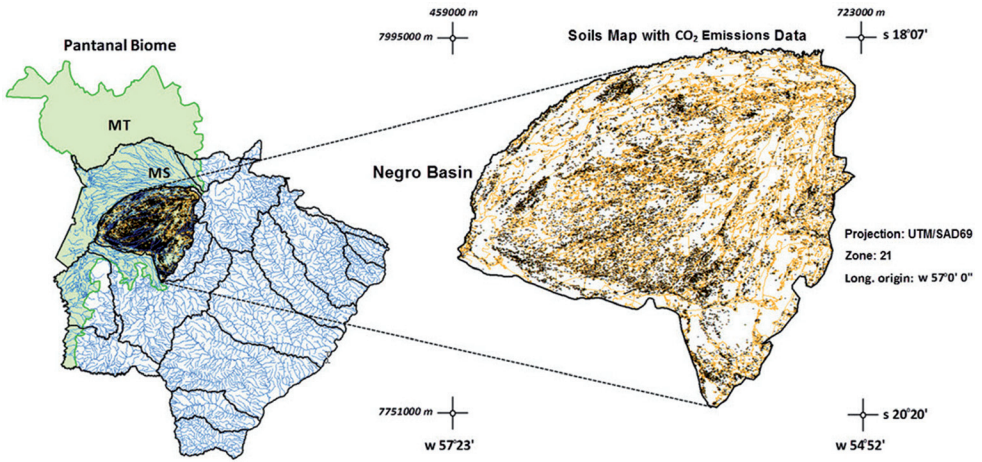 459000 m
723000 m
7995000 m
s 18°07'
Pantanal Biome
Soils Map with CO₂ Emissions Data
MT
MS
Negro Basin
Projection: UTM/SAD69
Zone: 21
Long. origin: w 57°0' 0"
7751000 m
s 20°20'
w 57°23'
w 54°52'